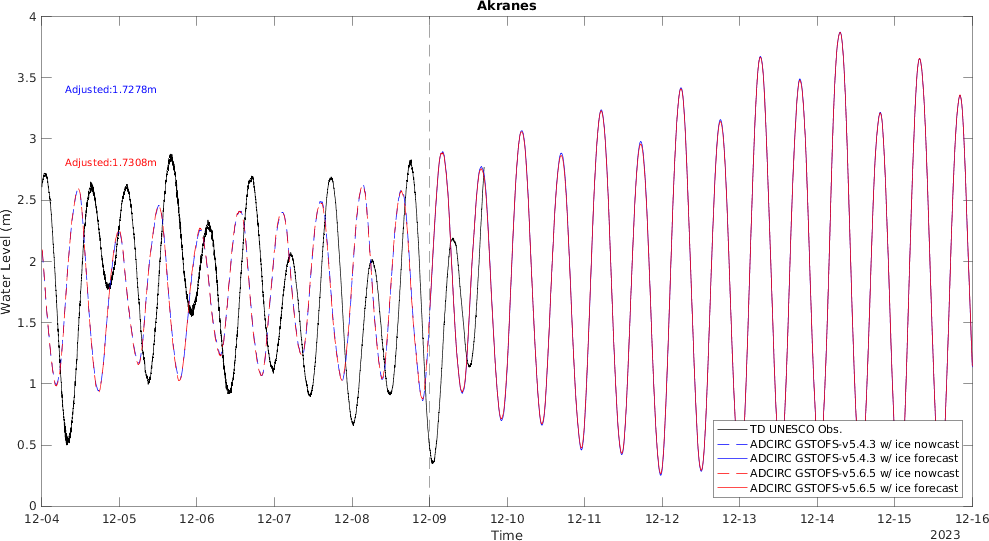 Akranes
4
3.5
3
2.5
2
1.5
1
0.5
0
Water Level (m)
Adjusted:1.7278m
Adjusted:1.7308m
TD UNESCO Obs.
ADCIRC GSTOFS-v5.4.3 w/ ice nowcast
ADCIRC GSTOFS-v5.4.3 w/ ice forecast
ADCIRC GSTOFS-v5.6.5 w/ ice nowcast
ADCIRC GSTOFS-v5.6.5 w/ ice forecast
12-04 12-05 12-06 12-07 12-08 12-09 12-10 12-11 12-12 12-13 12-14 12-15 12-16
Time
2023